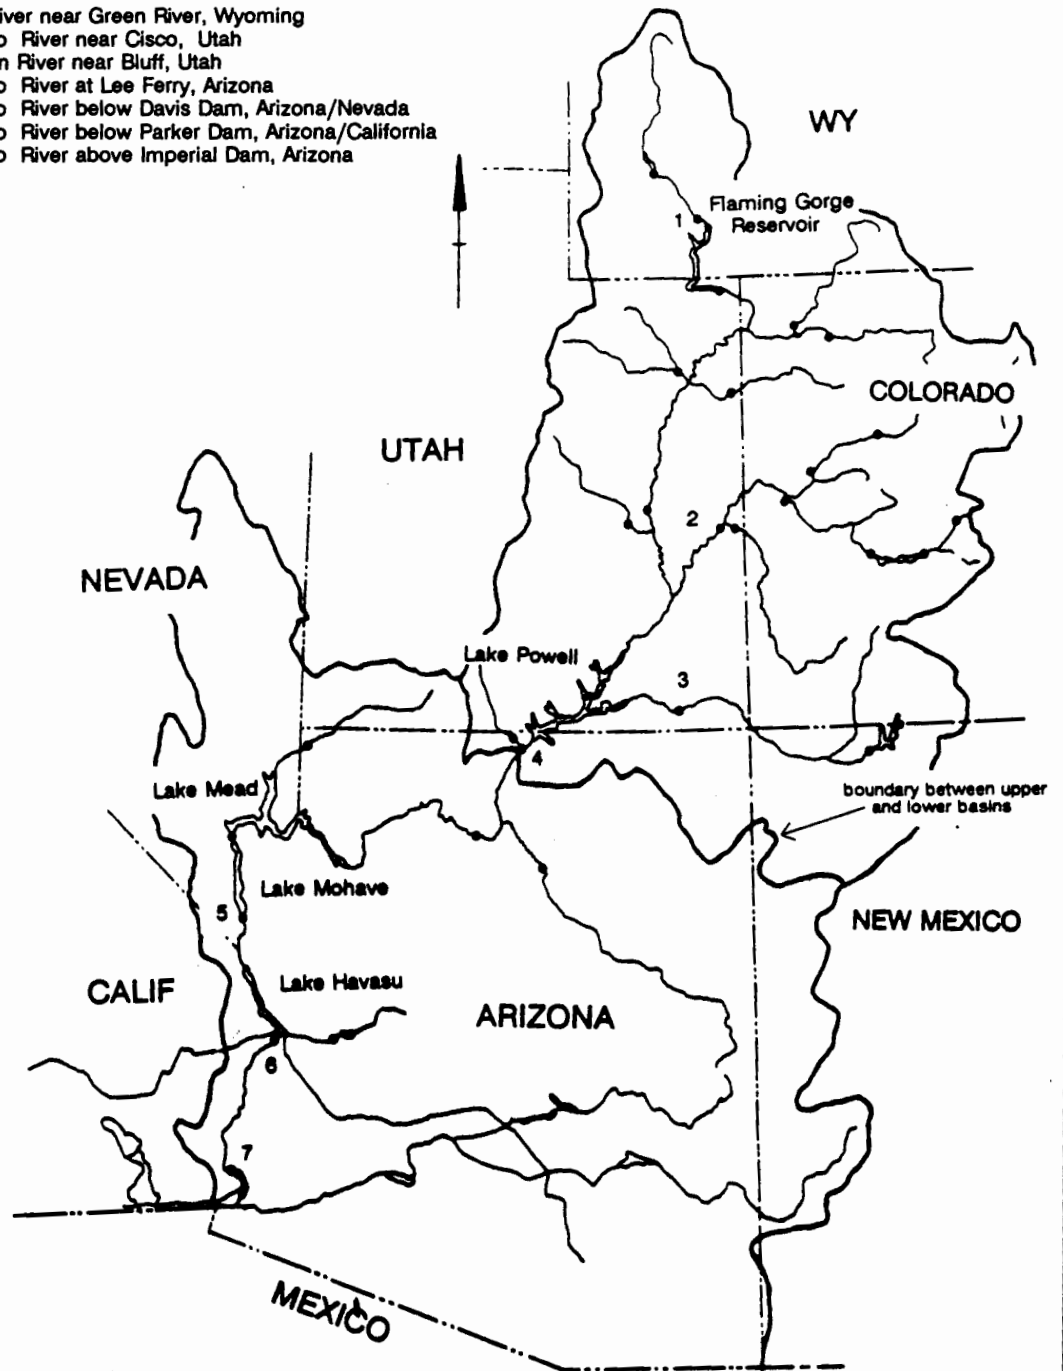 iver near Green River, Wyoming
o River near Cisco, Utah
n River near Bluff, Utah
o River at Lee Ferry, Arizona
o River below Davis Dam, Arizona/Nevada
o River below Parker Dam, Arizona/California
o River above Imperial Dam, Arizona
WY
1
Flaming Gorge
Reservoir
COLORADO
UTAH
2
NEVADA
Lake Powell
3
4
Lake Mead
boundary between upper
and lower basins
Lake Mohave
5
NEW MEXICO
Lake Havasu
CALIF
ARIZONA
6
7
MEXICO